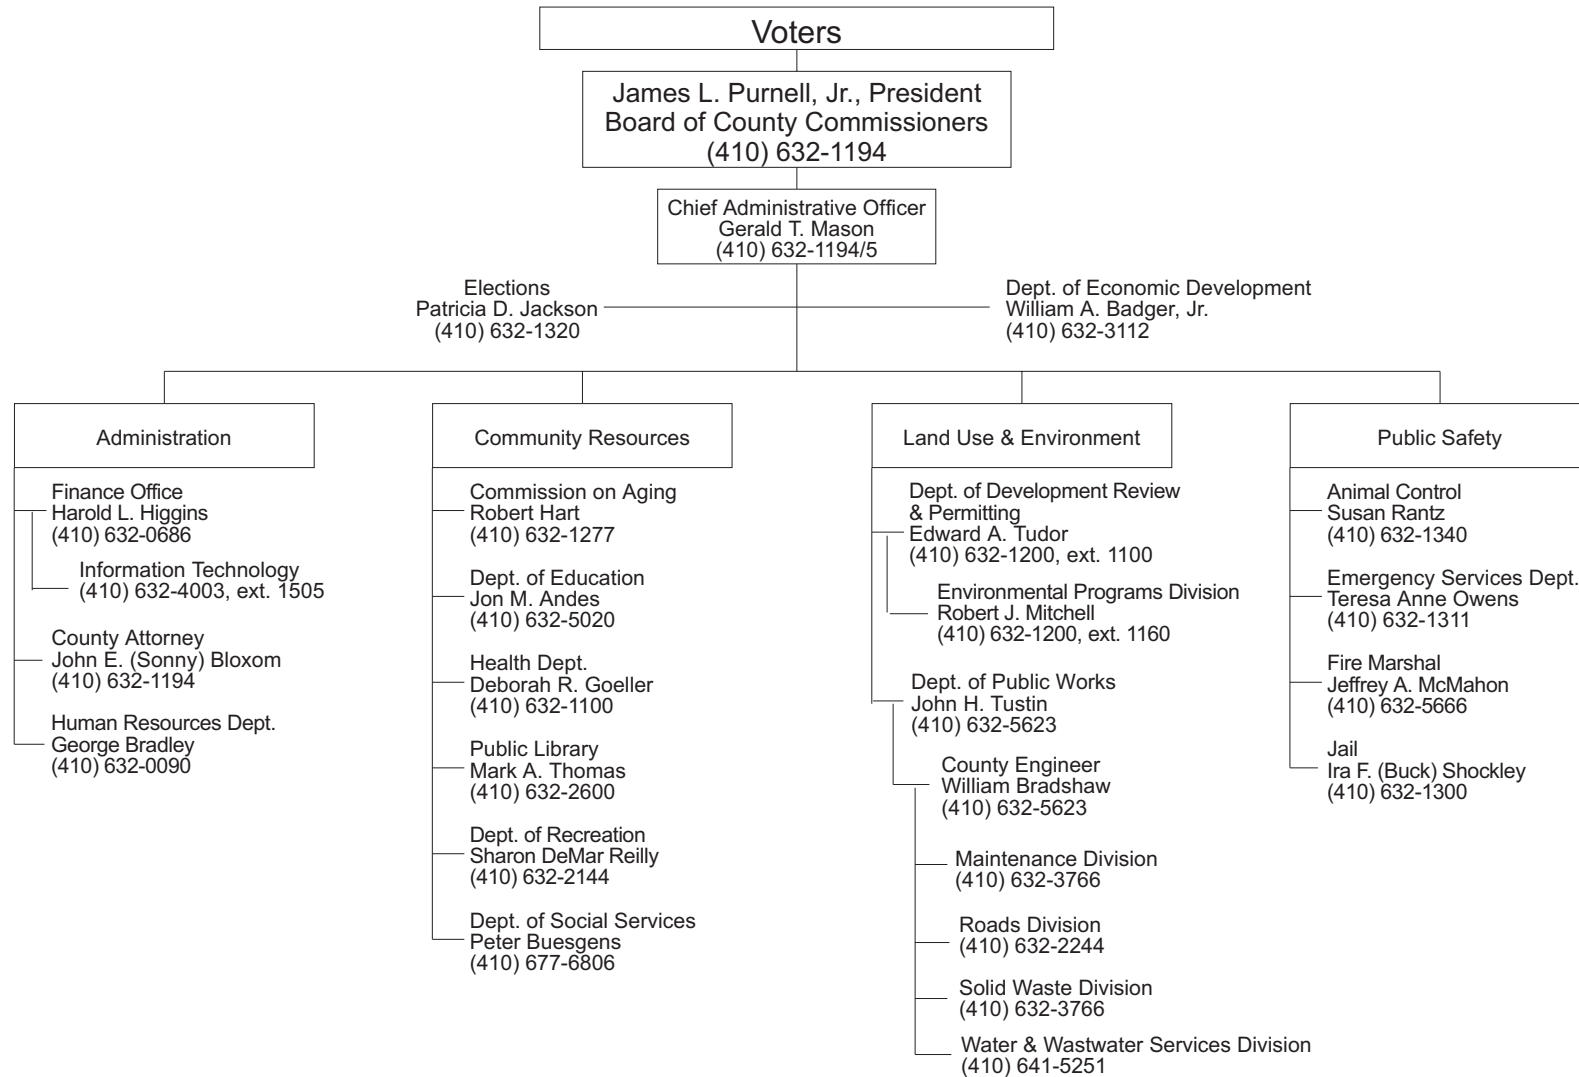 Voters
James L. Purnell, Jr., President
Board of County Commissioners
(410) 632-1194
Chief Administrative Officer
Gerald T. Mason
(410) 632-1194/5
Elections
Patricia D. Jackson
(410) 632-1320
Dept. of Economic Development
William A. Badger, Jr.
(410) 632-3112
Administration
Finance Office
Harold L. Higgins
(410) 632-0686
Information Technology
(410) 632-4003, ext. 1505
County Attorney
John E. (Sonny) Bloxom
(410) 632-1194
Human Resources Dept.
George Bradley
(410) 632-0090
Community Resources
Commission on Aging
Robert Hart
(410) 632-1277
Dept. of Education
Jon M. Andes
(410) 632-5020
Health Dept.
Deborah R. Goeller
(410) 632-1100
Public Library
Mark A. Thomas
(410) 632-2600
Dept. of Recreation
Sharon DeMar Reilly
(410) 632-2144
Dept. of Social Services
Peter Buesgens
(410) 677-6806
Land Use & Environment
Dept. of Development Review
& Permitting
Edward A. Tudor
(410) 632-1200, ext. 1100
Environmental Programs Division
Robert J. Mitchell
(410) 632-1200, ext. 1160
Dept. of Public Works
John H. Tustin
(410) 632-5623
County Engineer
William Bradshaw
(410) 632-5623
Maintenance Division
(410) 632-3766
Roads Division
(410) 632-2244
Solid Waste Division
(410) 632-3766
Water & Wastwater Services Division
(410) 641-5251
Public Safety
Animal Control
Susan Rantz
(410) 632-1340
Emergency Services Dept.
Teresa Anne Owens
(410) 632-1311
Fire Marshal
Jeffrey A. McMahon
(410) 632-5666
Jail
Ira F. (Buck) Shockley
(410) 632-1300